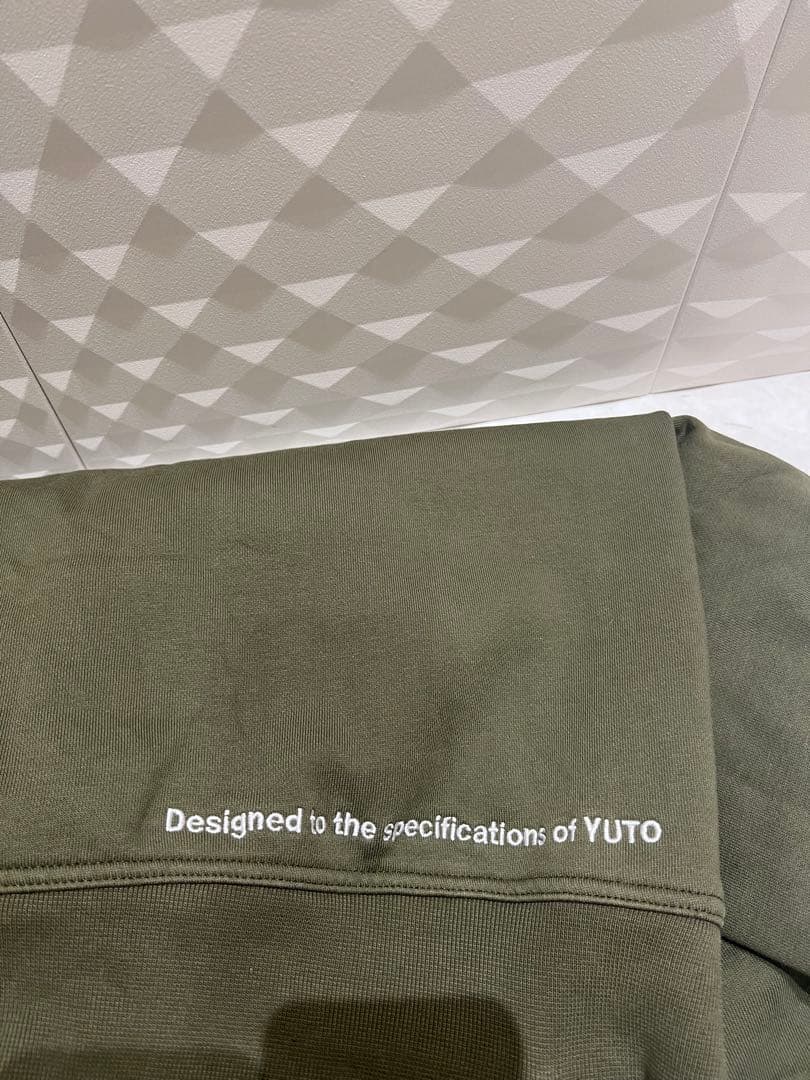 Designed to the specifications of YUTO